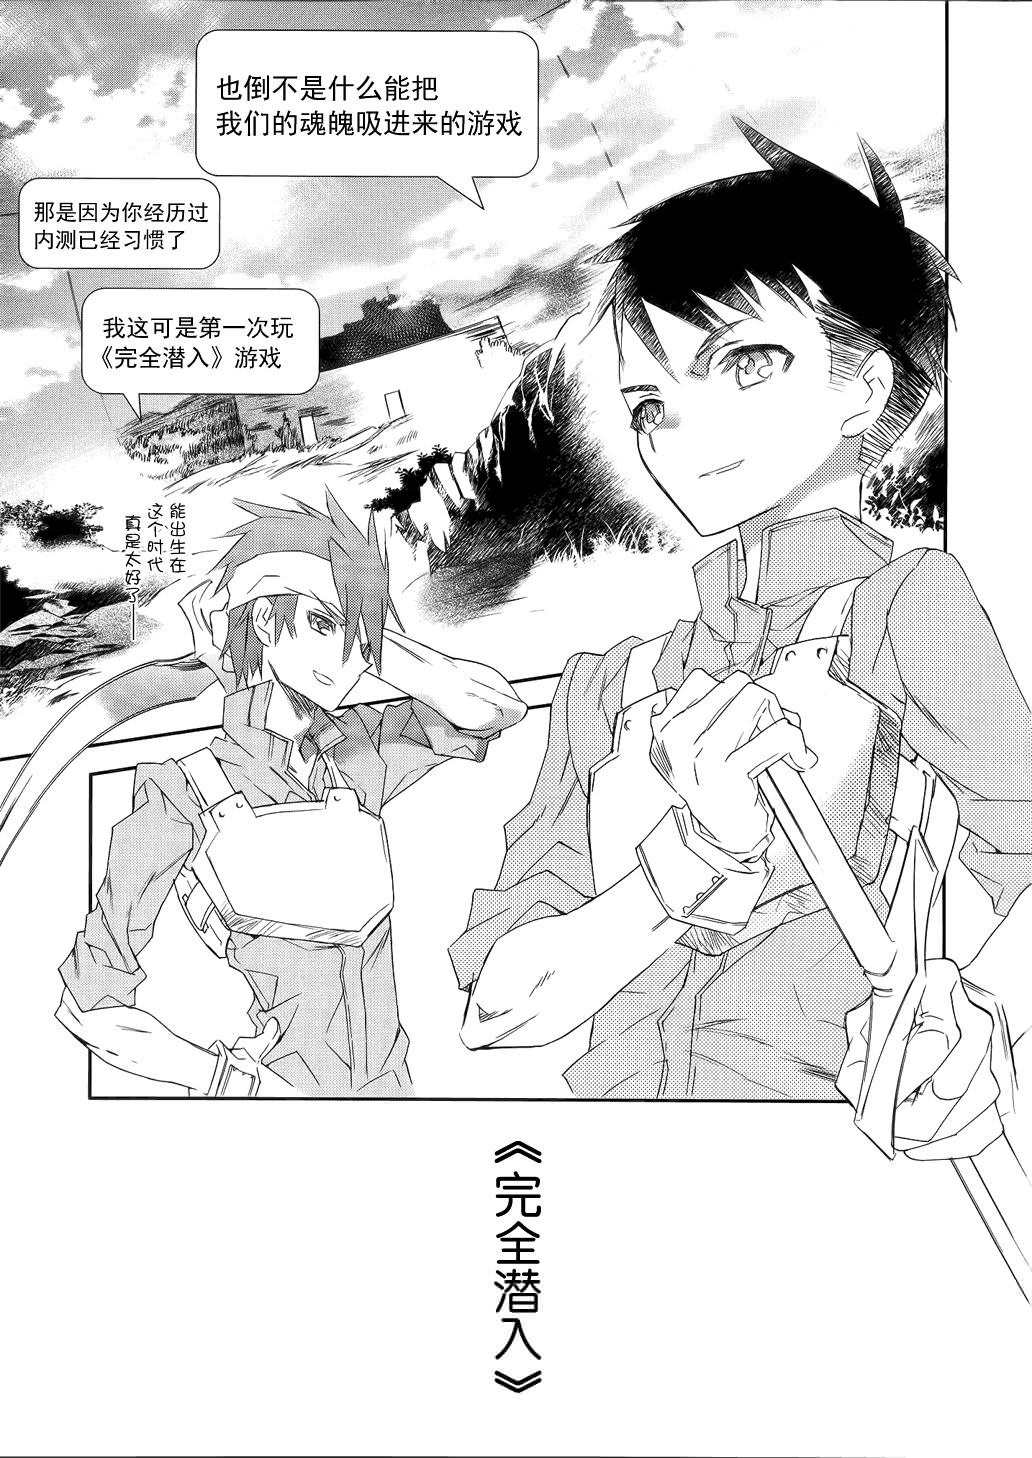 也倒不是什么能把
我们的魂魄吸进来的游戏
那是因为你经历过
内测已经习惯了
我这可是第一次玩
《完全潜入》游戏
能出生在
这个时代
真是太好了——
《完全潜入》